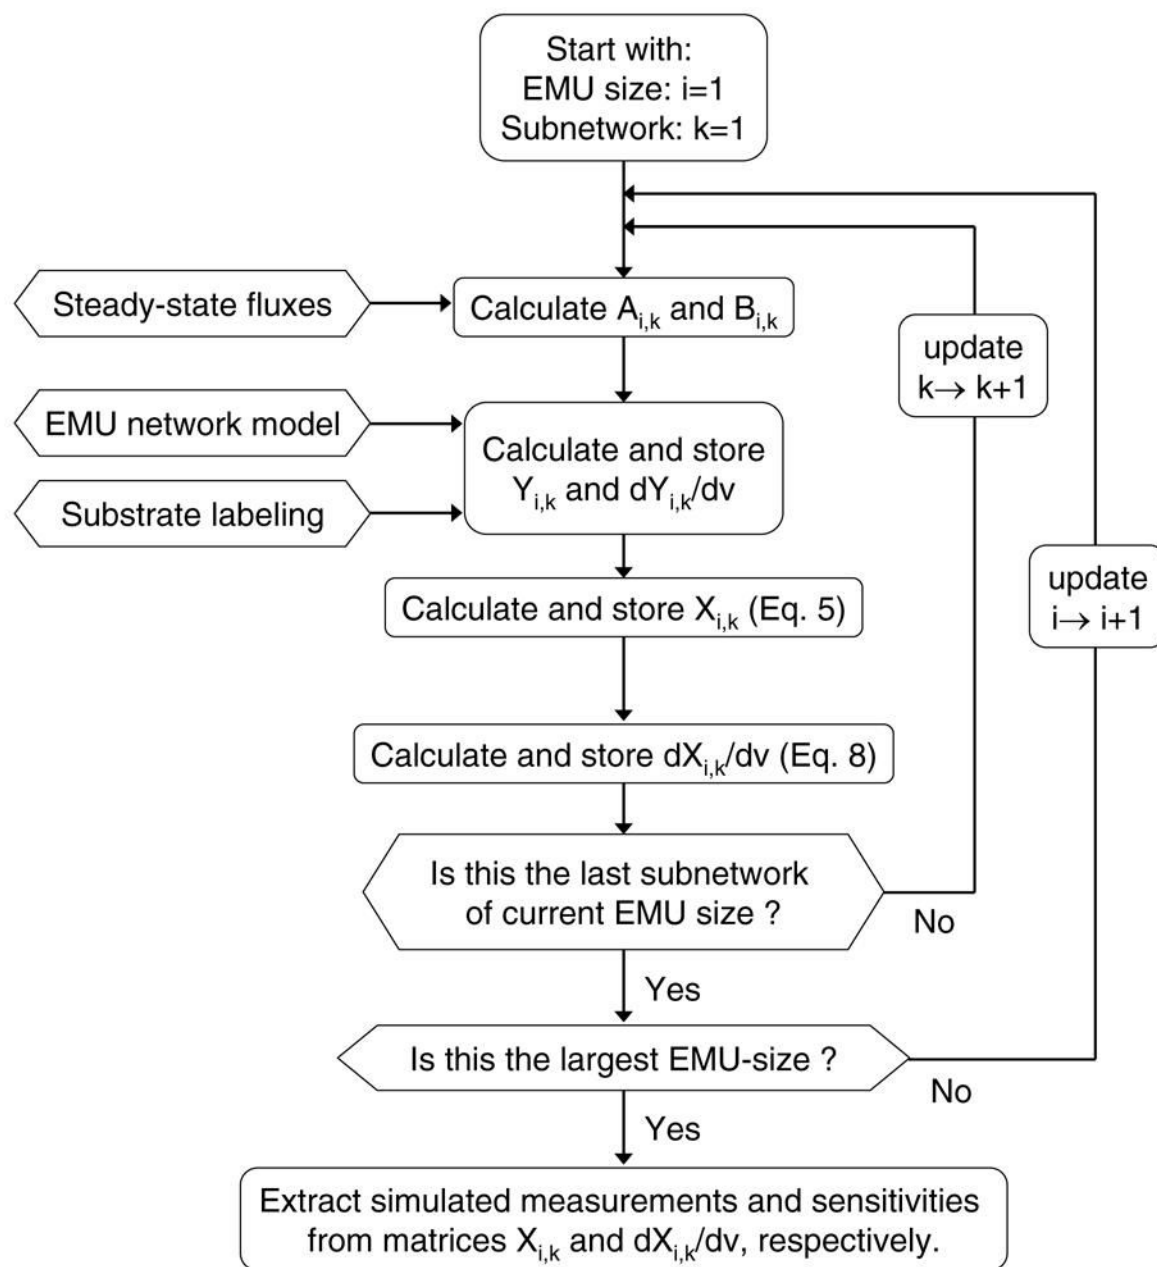 Start with:
EMU size: i=1
Subnetwork: k=1
Steady-state fluxes
Calculate A_{i,k} and B_{i,k}
update
k→ k+1
EMU network model
Calculate and store
Y_{i,k} and dY_{i,k}/dv
Substrate labeling
update
i→ i+1
Calculate and store X_{i,k} (Eq. 5)
Calculate and store dX_{i,k}/dv (Eq. 8)
Is this the last subnetwork
of current EMU size ?
No
Yes
Is this the largest EMU-size ?
No
Yes
Extract simulated measurements and sensitivities
from matrices X_{i,k} and dX_{i,k}/dv, respectively.